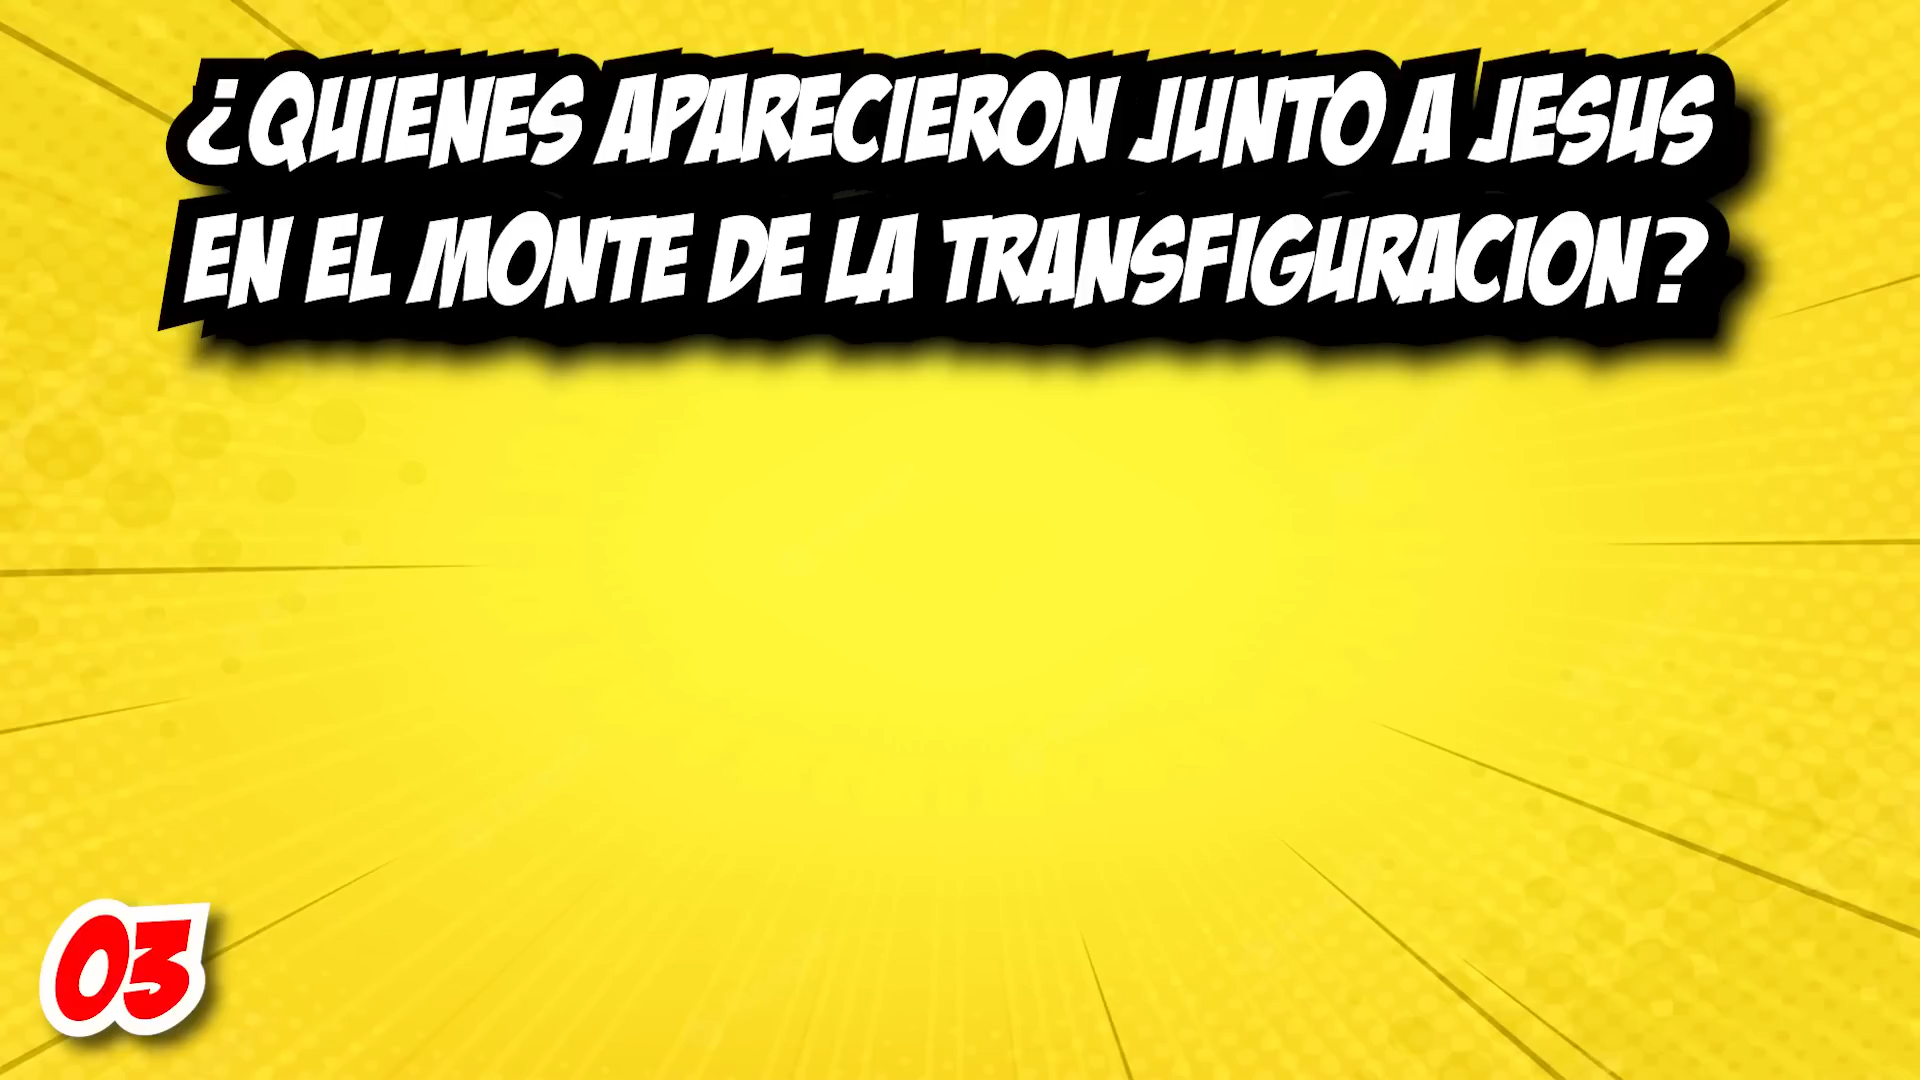 ¿QUIENES APARECIERON JUNTO A JESUS
EN EL MONTE DE LA TRANSFIGURACION?
03